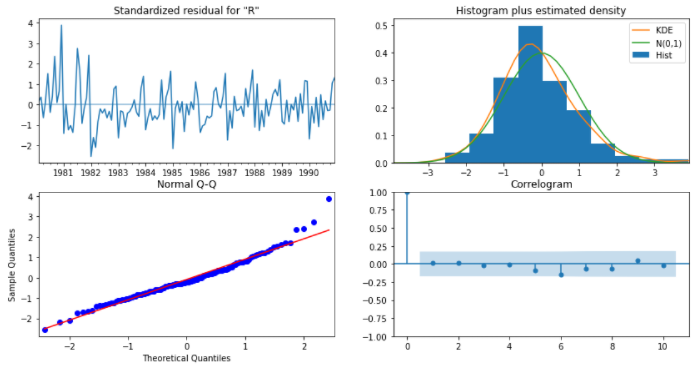 Standardized residual for "R"
4
3
2
1
0
−1
−2
1981 1982 1983 1984 1985 1986 1987 1988 1989 1990
Histogram plus estimated density
KDE
N(0,1)
Hist
0.5
0.4
0.3
0.2
0.1
0.0
−3 −2 −1 0 1 2 3
Normal Q-Q
Sample Quantiles
4
3
2
1
0
−1
−2
−2 −1 0 1 2
Theoretical Quantiles
Correlogram
1.00
0.75
0.50
0.25
0.00
−0.25
−0.50
−0.75
−1.00
0 2 4 6 8 10